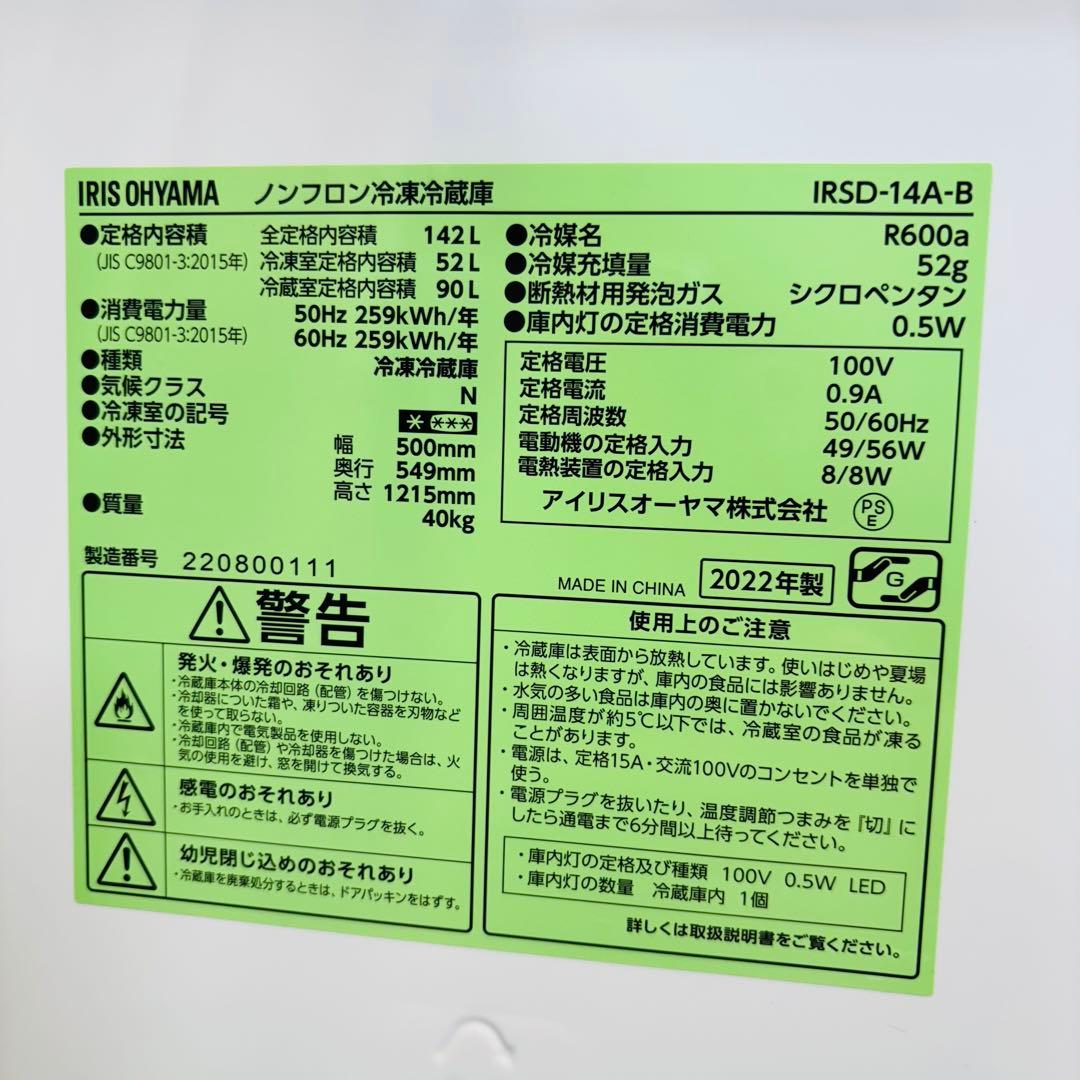 IRIS OHYAMA ノンフロン冷凍冷蔵庫 IRSD-14A-B
●定格内容積 全定格内容積 142L
(JIS C9801-3:2015年) 冷凍室定格内容積 52L
冷蔵室定格内容積 90L
●消費電力量 50Hz 259kWh/年
(JIS C9801-3:2015年) 60Hz 259kWh/年
●種類 冷凍冷蔵庫
●気候クラス N
●冷凍室の記号 * ***
●外形寸法 幅 500mm
奥行 549mm
高さ 1215mm
●質量 40kg
製造番号 220800111
●冷媒名 R600a
●冷媒充填量 52g
●断熱材用発泡ガス シクロペンタン
●庫内灯の定格消費電力 0.5W
定格電圧 100V
定格電流 0.9A
定格周波数 50/60Hz
電動機の定格入力 49/56W
電熱装置の定格入力 8/8W
アイリスオーヤマ株式会社 PSE
MADE IN CHINA 2022年製 G
警告
発火・爆発のおそれあり
・冷蔵庫本体の冷却回路（配管）を傷つけない。
・冷却器についた霜や、凍りついた容器を刃物など
を使って取らない。
・冷蔵庫内で電気製品を使用しない。
・冷却回路（配管）や冷却器を傷つけた場合は、火
気の使用を避け、窓を開けて換気する。
感電のおそれあり
・お手入れのときは、必ず電源プラグを抜く。
幼児閉じ込めのおそれあり
・冷蔵庫を廃棄処分するときは、ドアパッキンをはずす。
使用上のご注意
・冷蔵庫は表面から放熱しています。使いはじめや夏場
は熱くなりますが、庫内の食品には影響ありません。
・水気の多い食品は庫内の奥に置かないでください。
・周囲温度が約5℃以下では、冷蔵室の食品が凍る
ことがあります。
・電源は、定格15A・交流100Vのコンセントを単独で
使う。
・電源プラグを抜いたり、温度調節つまみを『切』に
したら通電まで6分間以上待ってください。
・庫内灯の定格及び種類 100V 0.5W LED
・庫内灯の数量 冷蔵庫内 1個
詳しくは取扱説明書をご覧ください。